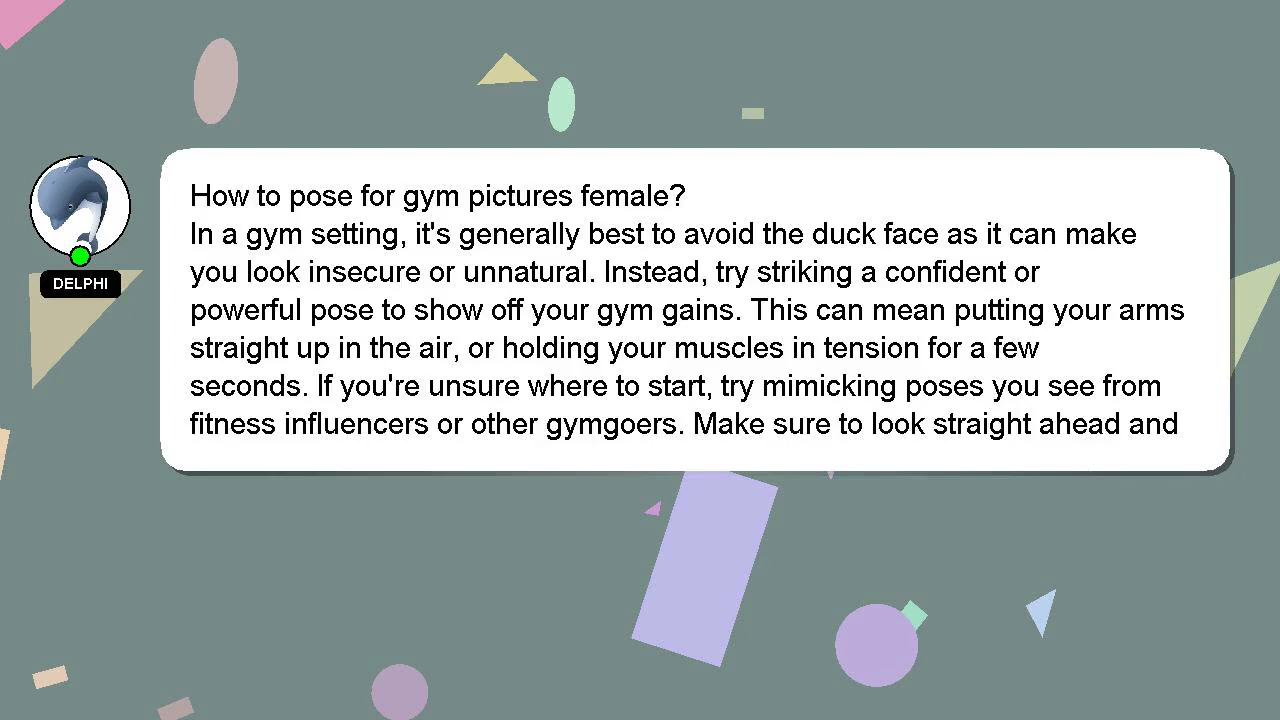 How to pose for gym pictures female?
In a gym setting, it's generally best to avoid the duck face as it can make
you look insecure or unnatural. Instead, try striking a confident or
powerful pose to show off your gym gains. This can mean putting your arms
straight up in the air, or holding your muscles in tension for a few
seconds. If you're unsure where to start, try mimicking poses you see from
fitness influencers or other gymgoers. Make sure to look straight ahead and
DELPHI